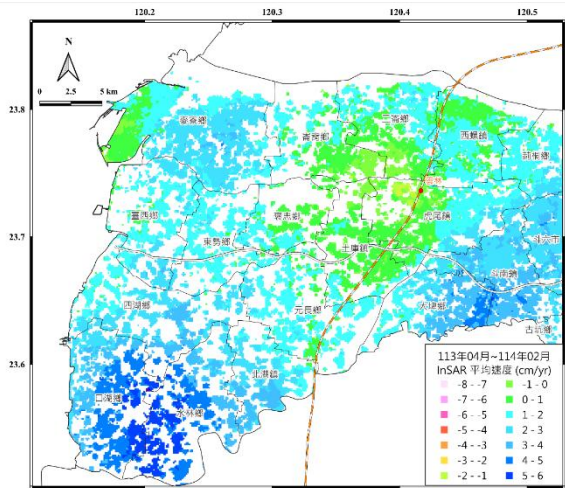 120.2 120.3 120.4 120.5
N
0 2.5 5 km
23.8
麥寮鄉
崙背鄉
二崙鄉
西螺鎮
莿桐鄉
雲林
臺西鄉
東勢鄉
褒忠鄉
虎尾鎮
土庫鎮
斗六市
斗南鎮
23.7
四湖鄉
元長鄉
大埤鄉
古坑鄉
23.6
北港鎮
口湖鄉
水林鄉
113年04月~114年02月
InSAR 平均速度 (cm/yr)
-8 - -7 -1 - 0
-7 - -6 0 - 1
-6 - -5 1 - 2
-5 - -4 2 - 3
-4 - -3 3 - 4
-3 - -2 4 - 5
-2 - -1 5 - 6